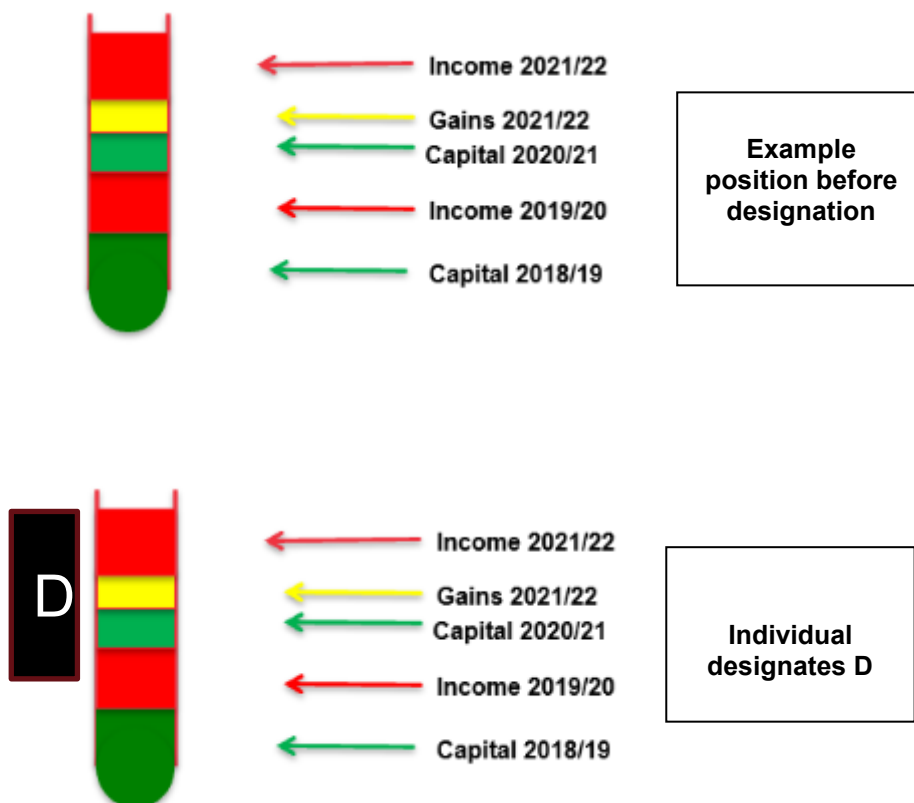 Income 2021/22
Gains 2021/22
Capital 2020/21
Income 2019/20
Capital 2018/19
Example
position before
designation
D
Income 2021/22
Gains 2021/22
Capital 2020/21
Income 2019/20
Capital 2018/19
Individual
designates D